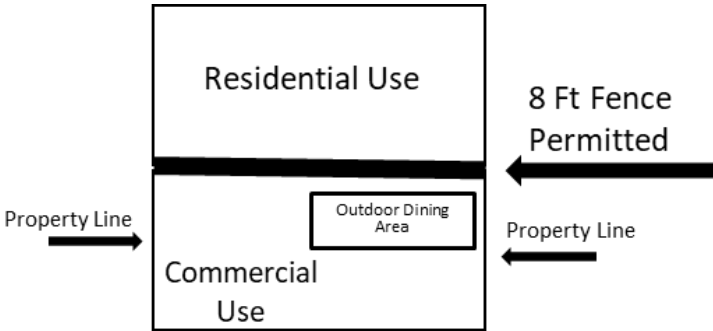 Residential Use
8 Ft Fence
Permitted
Outdoor Dining
Area
Property Line
Property Line
Commercial
Use